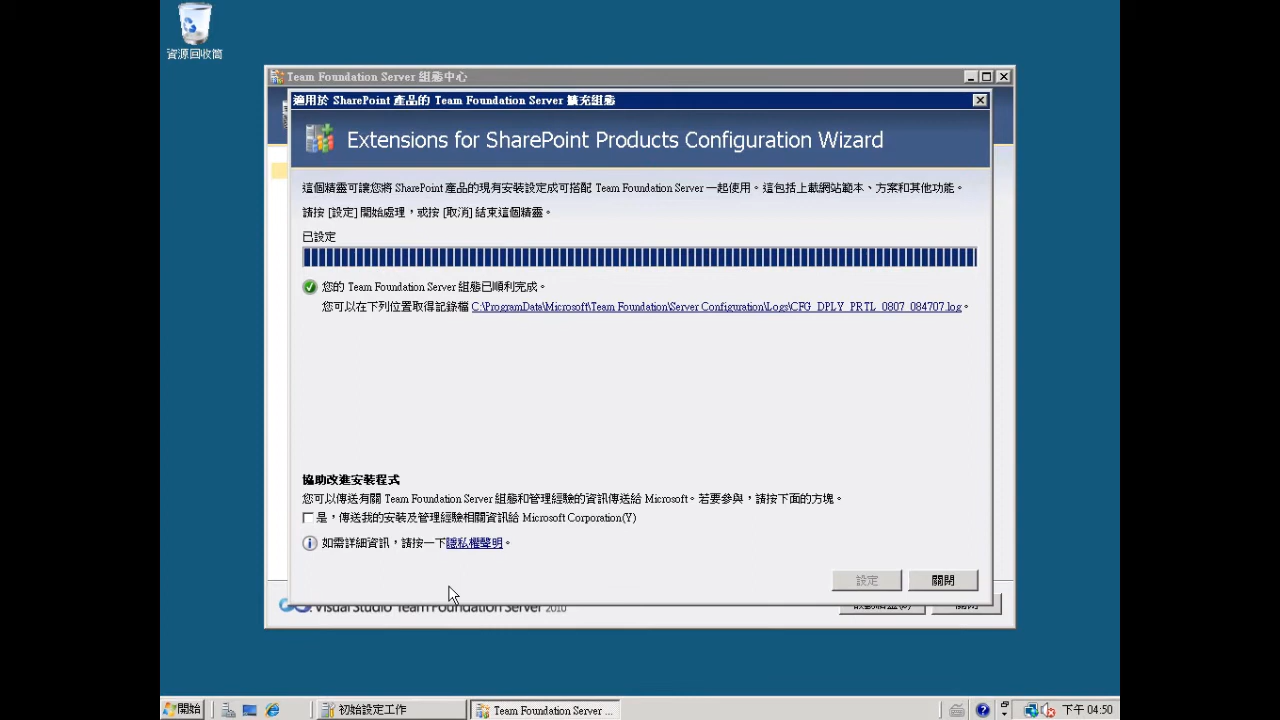 資源回收筒
Team Foundation Server 組態中心
適用於 SharePoint 產品的 Team Foundation Server 擴充組態
Extensions for SharePoint Products Configuration Wizard
這個精靈可讓您將 SharePoint 產品的現有安裝設定成可搭配 Team Foundation Server 一起使用。這包括上載網站範本、方案和其他功能。
請按 [設定] 開始處理，或按 [取消] 結束這個精靈。
已設定
您的 Team Foundation Server 組態已順利完成。
您可以在下列位置取得記錄檔 C:\ProgramData\Microsoft\Team Foundation\Server Configuration\Logs\CFG_DPLY_PRTL_0807_084707.log。
協助改進安裝程式
您可以傳送有關 Team Foundation Server 組態和管理經驗的資訊傳送給 Microsoft。若要參與，請按下面的方塊。
是，傳送我的安裝及管理經驗相關資訊給 Microsoft Corporation(Y)
如需詳細資訊，請按一下隱私權聲明。
設定 關閉
Visual Studio Team Foundation Server 2010
開始 初始設定工作 Team Foundation Server ... 下午 04:50